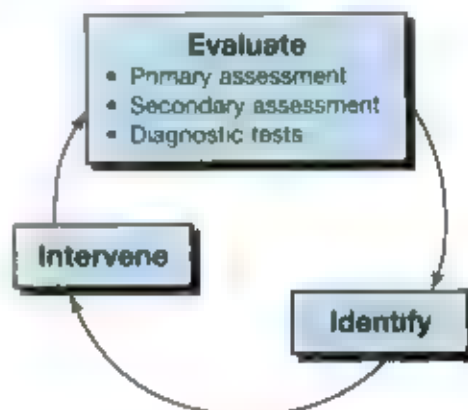 Evaluate
• Primary assessment
• Secondary assessment
• Diagnostic tests
Intervene
Identify